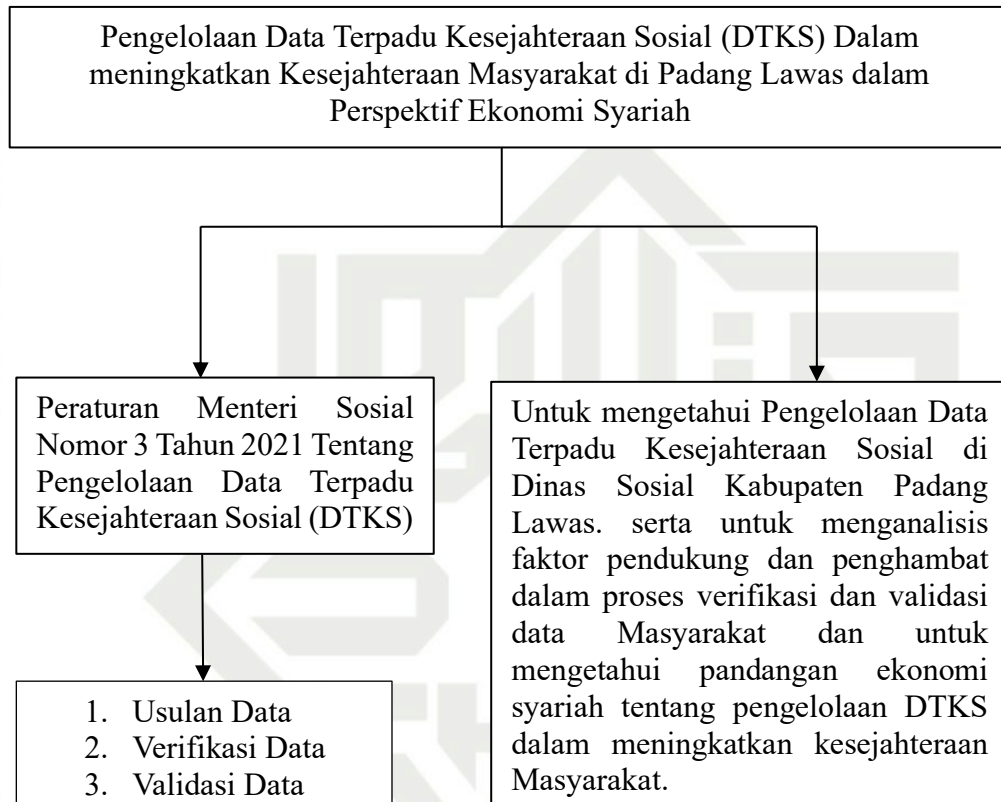 Pengelolaan Data Terpadu Kesejahteraan Sosial (DTKS) Dalam
meningkatkan Kesejahteraan Masyarakat di Padang Lawas dalam
Perspektif Ekonomi Syariah
Peraturan Menteri Sosial
Nomor 3 Tahun 2021 Tentang
Pengelolaan Data Terpadu
Kesejahteraan Sosial (DTKS)
1. Usulan Data
2. Verifikasi Data
3. Validasi Data
Untuk mengetahui Pengelolaan Data
Terpadu Kesejahteraan Sosial di
Dinas Sosial Kabupaten Padang
Lawas. serta untuk menganalisis
faktor pendukung dan penghambat
dalam proses verifikasi dan validasi
data Masyarakat dan untuk
mengetahui pandangan ekonomi
syariah tentang pengelolaan DTKS
dalam meningkatkan kesejahteraan
Masyarakat.